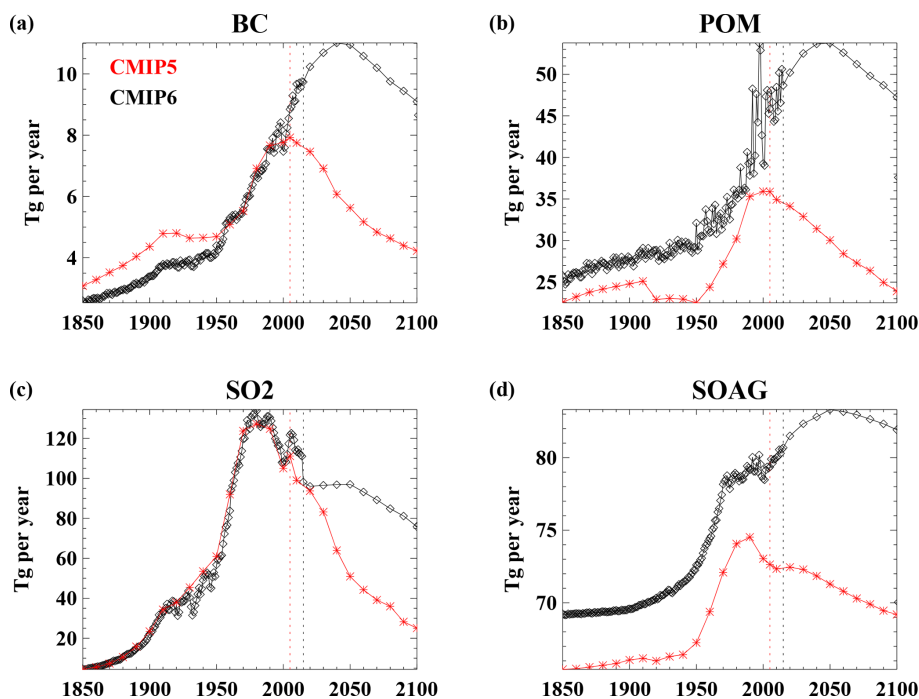 (a) BC
CMIP5
CMIP6
Tg per year
10
8
6
4
1850 1900 1950 2000 2050 2100
(b) POM
Tg per year
50
45
40
35
30
25
1850 1900 1950 2000 2050 2100
(c) SO2
Tg per year
120
100
80
60
40
20
1850 1900 1950 2000 2050 2100
(d) SOAG
Tg per year
80
75
70
1850 1900 1950 2000 2050 2100